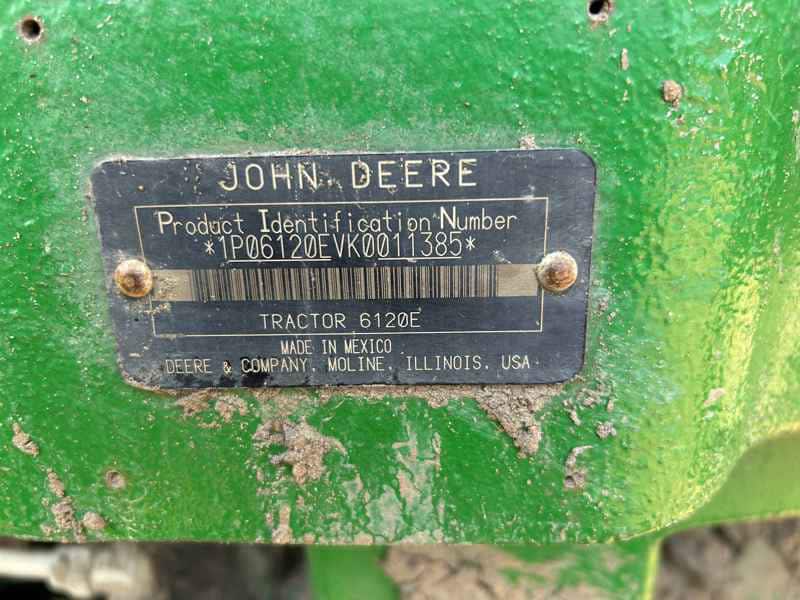 JOHN DEERE
Product Identification Number
*1P06120EVK0011385*
TRACTOR 6120E
MADE IN MEXICO
DEERE & COMPANY, MOLINE, ILLINOIS, USA